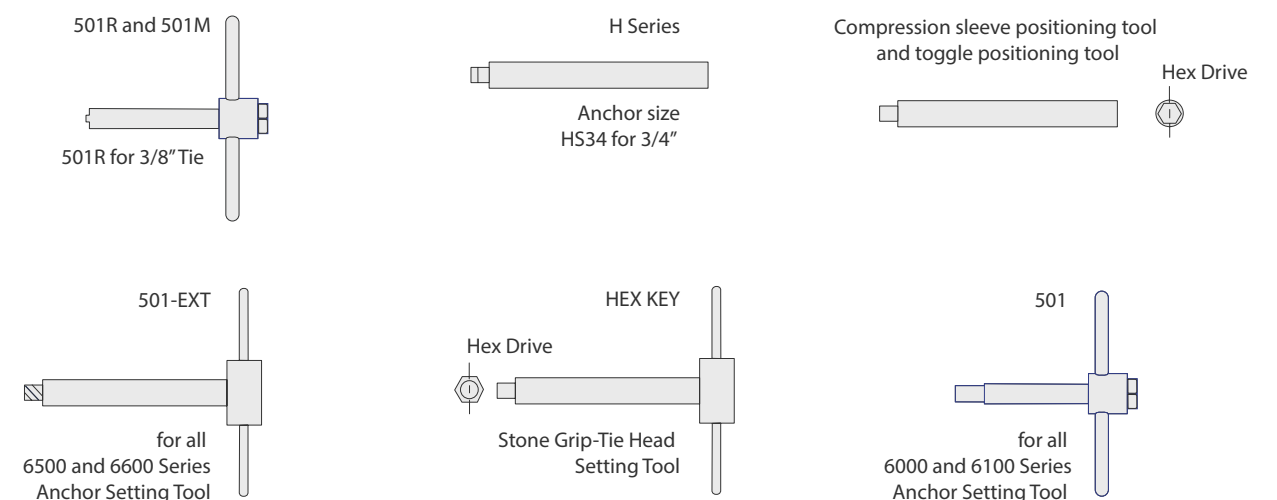 501R and 501M
501R for 3/8” Tie
H Series
Anchor size
HS34 for 3/4”
Compression sleeve positioning tool
and toggle positioning tool
Hex Drive
501-EXT
for all
6500 and 6600 Series
Anchor Setting Tool
HEX KEY
Hex Drive
Stone Grip-Tie Head
Setting Tool
501
for all
6000 and 6100 Series
Anchor Setting Tool